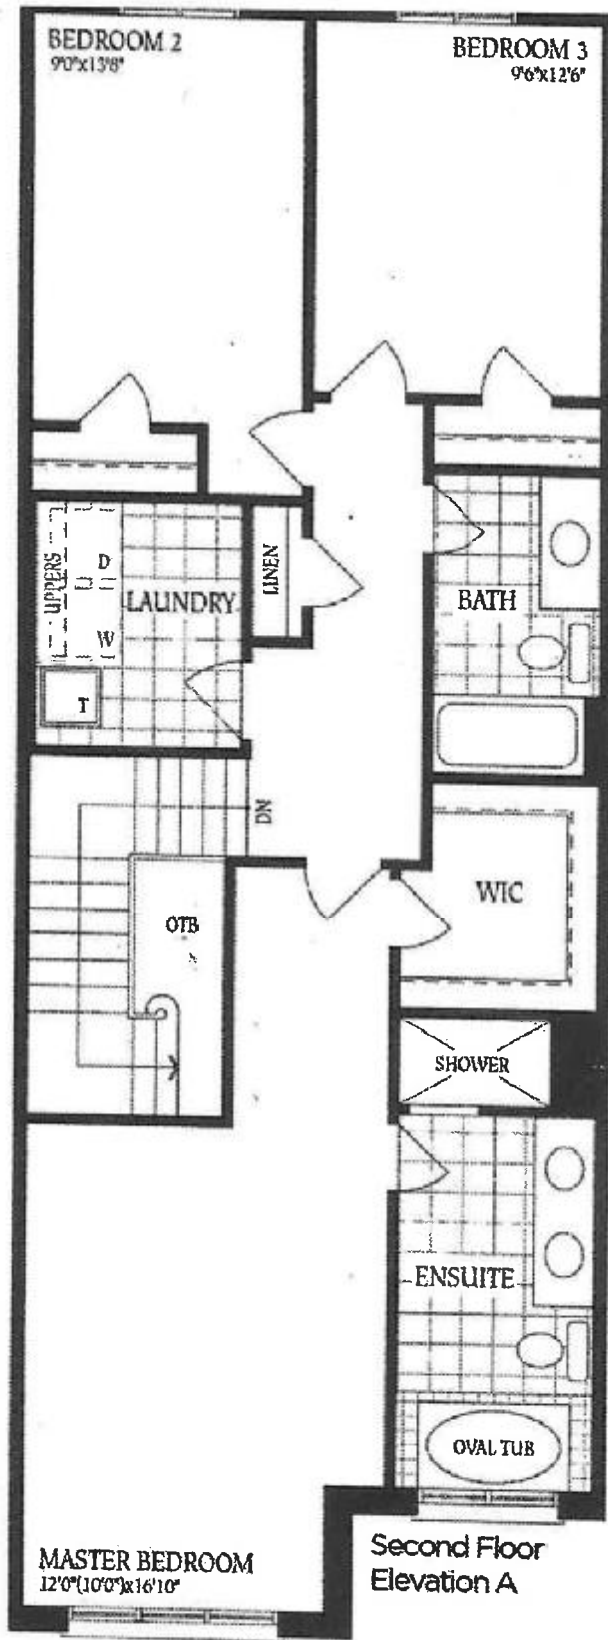 BEDROOM 2
9'0"x13'8"
BEDROOM 3
9'6"x12'6"
UPPERS
D
W
T
LAUNDRY
LINEN
BATH
DN
OTB
WIC
SHOWER
ENSUITE
OVAL TUB
MASTER BEDROOM
12'0"(10'0")x16'10"
Second Floor
Elevation A